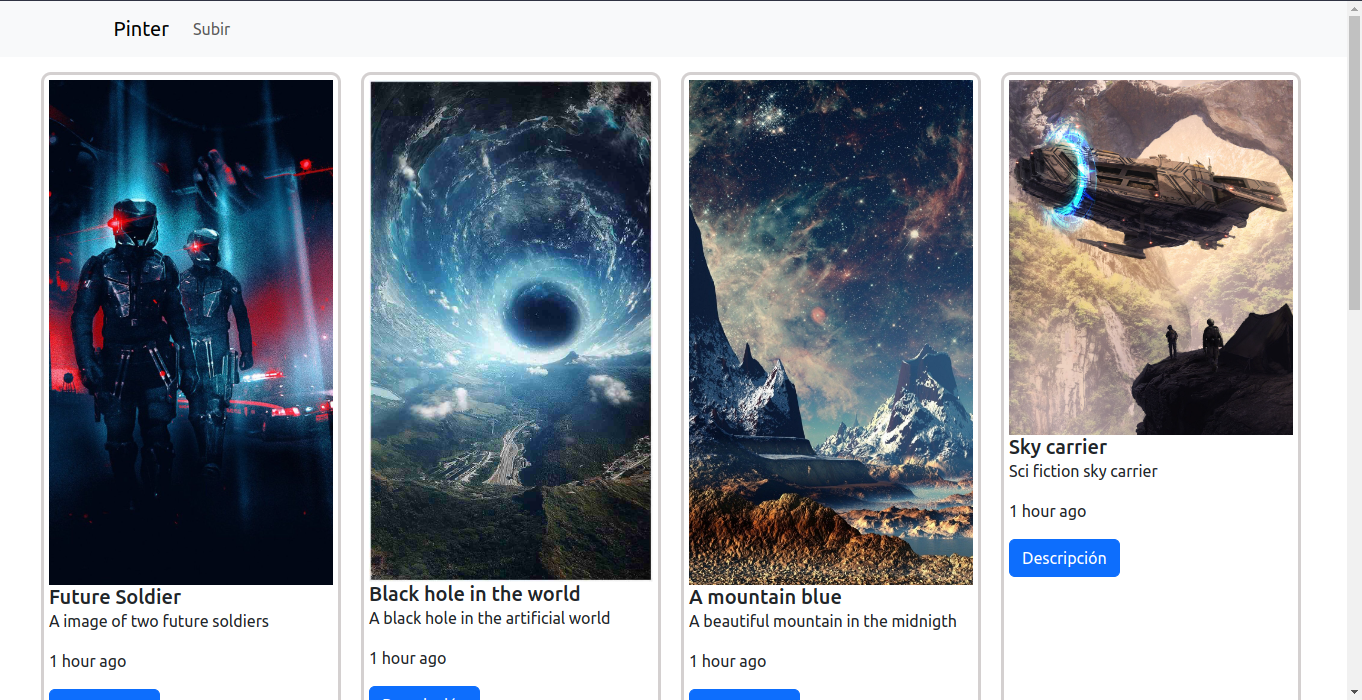 Pinter
Subir
Future Soldier
A image of two future soldiers
1 hour ago
Black hole in the world
A black hole in the artificial world
1 hour ago
A mountain blue
A beautiful mountain in the midnigth
1 hour ago
Sky carrier
Sci fiction sky carrier
1 hour ago
Descripción